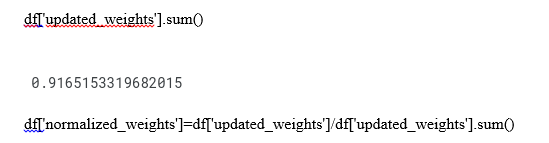 df['updated_weights'].sum()
0.9165153319682015
df['normalized_weights']=df['updated_weights']/df['updated_weights'].sum()